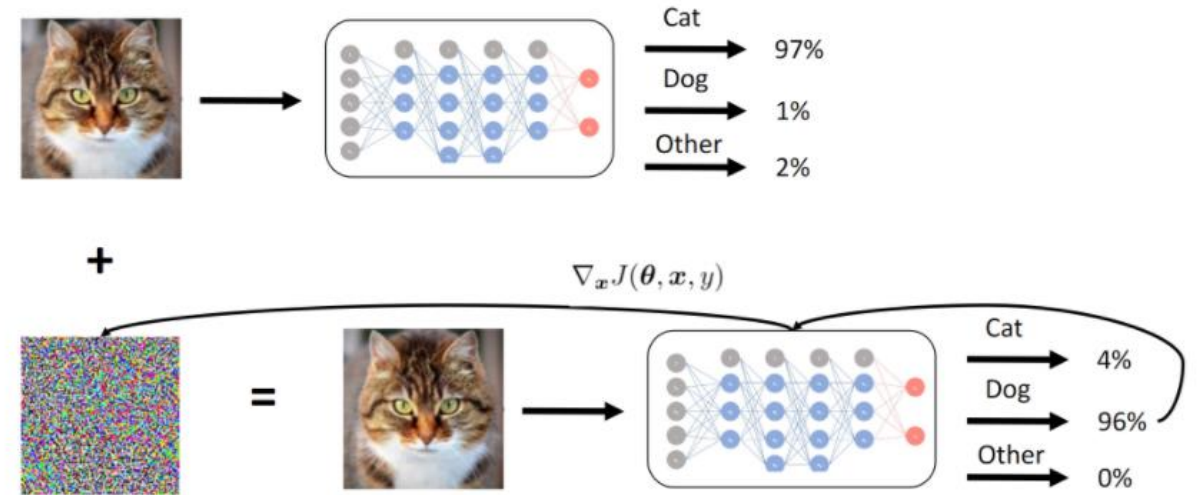 Cat
97%
Dog
1%
Other
2%
+
∇ₓJ(θ, x, y)
=
Cat
4%
Dog
96%
Other
0%